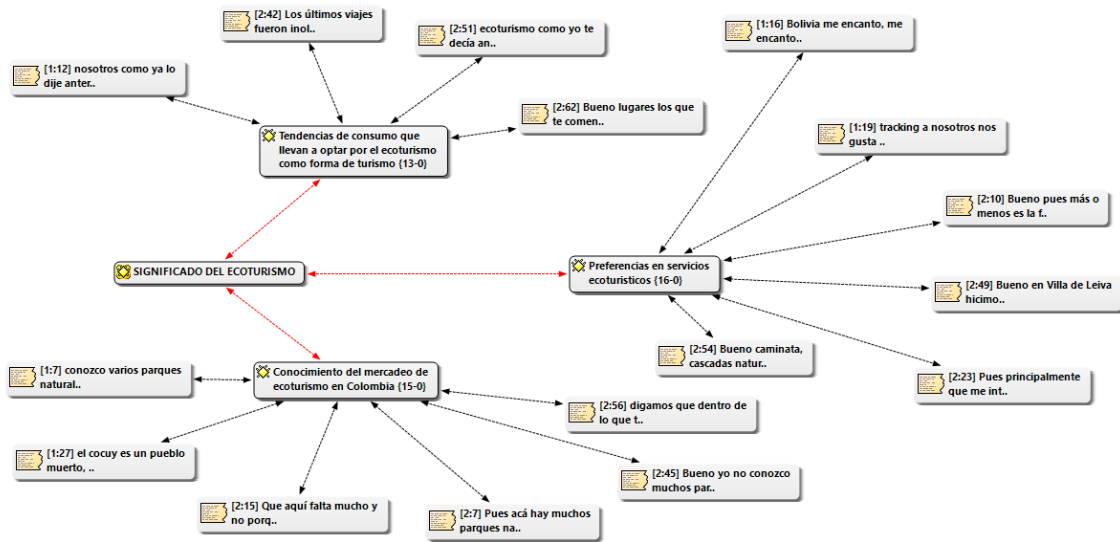 [2:42] Los últimos viajes
fueron inol..
[2:51] ecoturismo como yo te
decía an..
[1:16] Bolivia me encanto, me
encanto..
[1:12] nosotros como ya lo
dije anter..
[2:62] Bueno lugares los que
te comen..
Tendencias de consumo que
llevan a optar por el ecoturismo
como forma de turismo {13-0}
[1:19] tracking a nosotros nos
gusta ..
[2:10] Bueno pues más o
menos es la f..
SIGNIFICADO DEL ECOTURISMO
Preferencias en servicios
ecoturisticos {16-0}
[2:49] Bueno en Villa de Leiva
hicimo..
[2:54] Bueno caminata,
cascadas natur..
[2:23] Pues principalmente
que me int..
[1:7] conozco varios parques
natural..
Conocimiento del mercadeo de
ecoturismo en Colombia {15-0}
[2:56] digamos que dentro de
lo que t..
[1:27] el cocuy es un pueblo
muerto, ..
[2:45] Bueno yo no conozco
muchos par..
[2:15] Que aquí falta mucho y
no porq..
[2:7] Pues acá hay muchos
parques na..